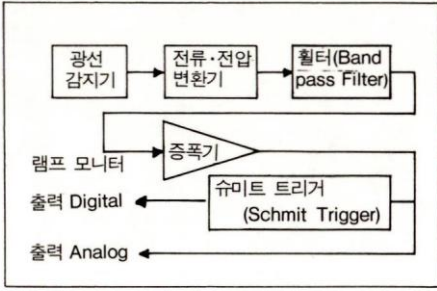 광선
감지기
전류·전압
변환기
휠터(Band
pass Filter)
증폭기
램프 모니터
슈미트 트리거
(Schmit Trigger)
출력 Digital
출력 Analog